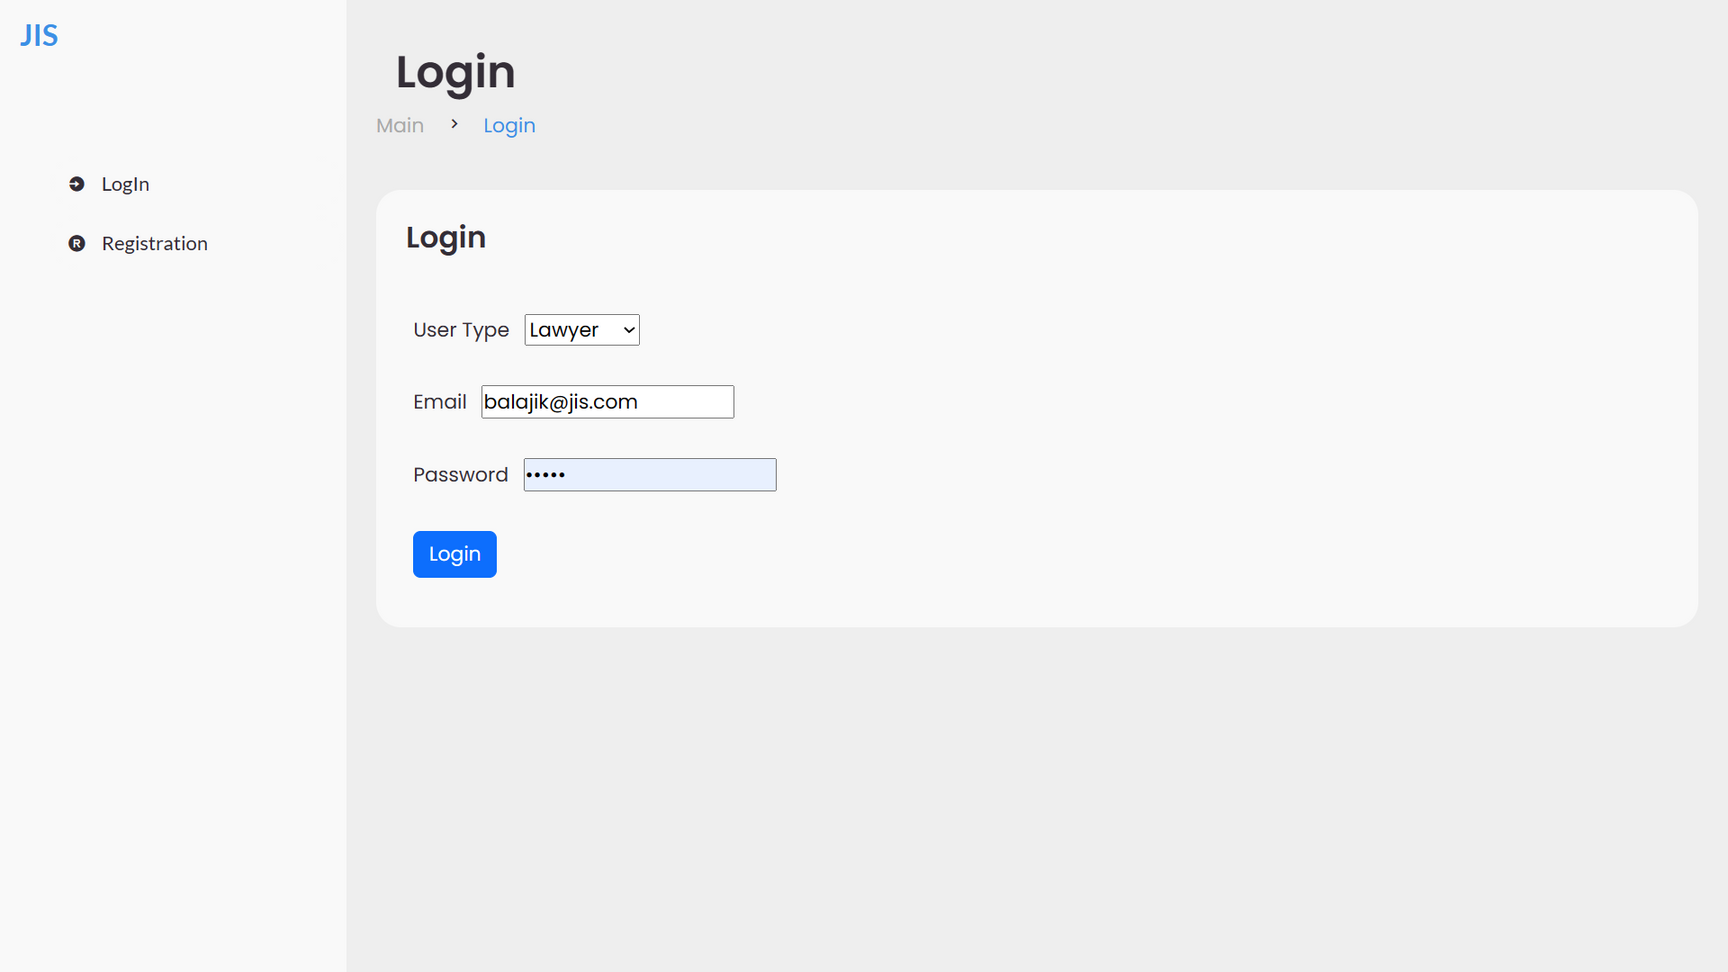 JIS
LogIn
Registration
Login
Main > Login
Login
User Type Lawyer
Email balajik@jis.com
Password •••••
Login